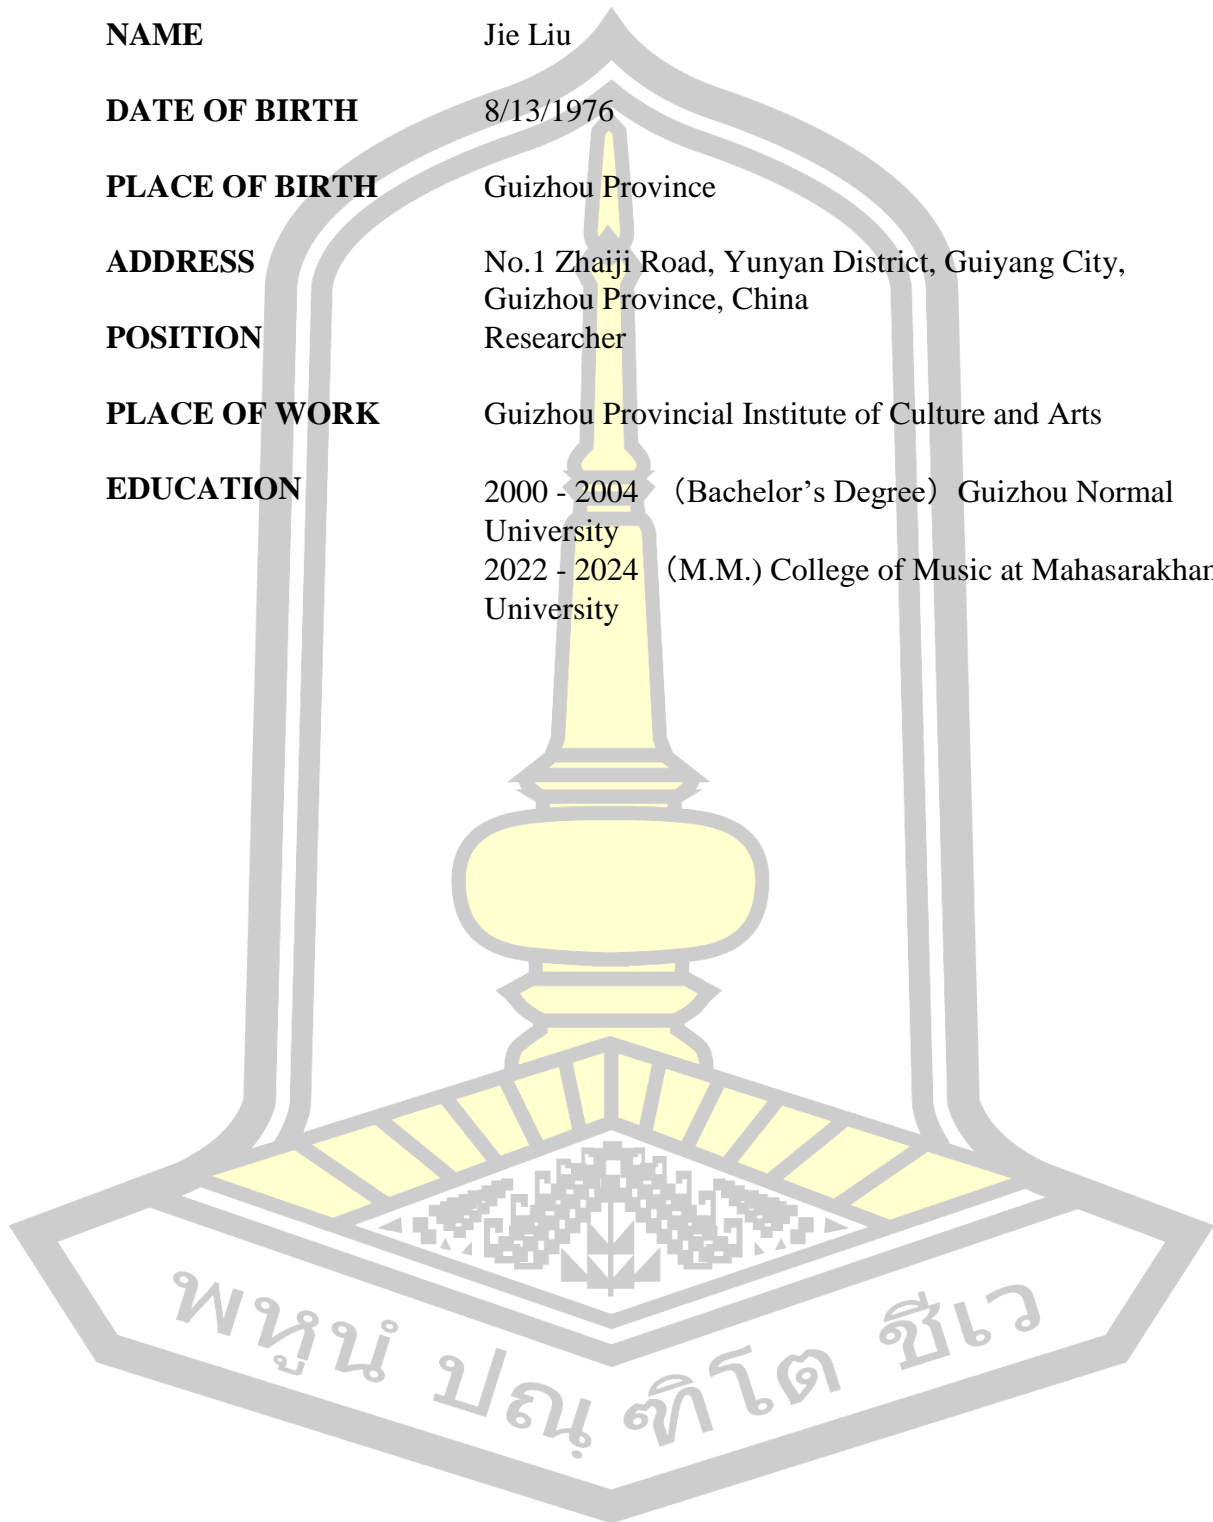 NAME Jie Liu
DATE OF BIRTH 8/13/1976
PLACE OF BIRTH Guizhou Province
ADDRESS No.1 Zhaiji Road, Yunyan District, Guiyang City,
Guizhou Province, China
POSITION Researcher
PLACE OF WORK Guizhou Provincial Institute of Culture and Arts
EDUCATION 2000 - 2004 （Bachelor’s Degree）Guizhou Normal
University
2022 - 2024 （M.M.) College of Music at Mahasarakham
University
พหูนํ ปณฺฑิโต ชีเว